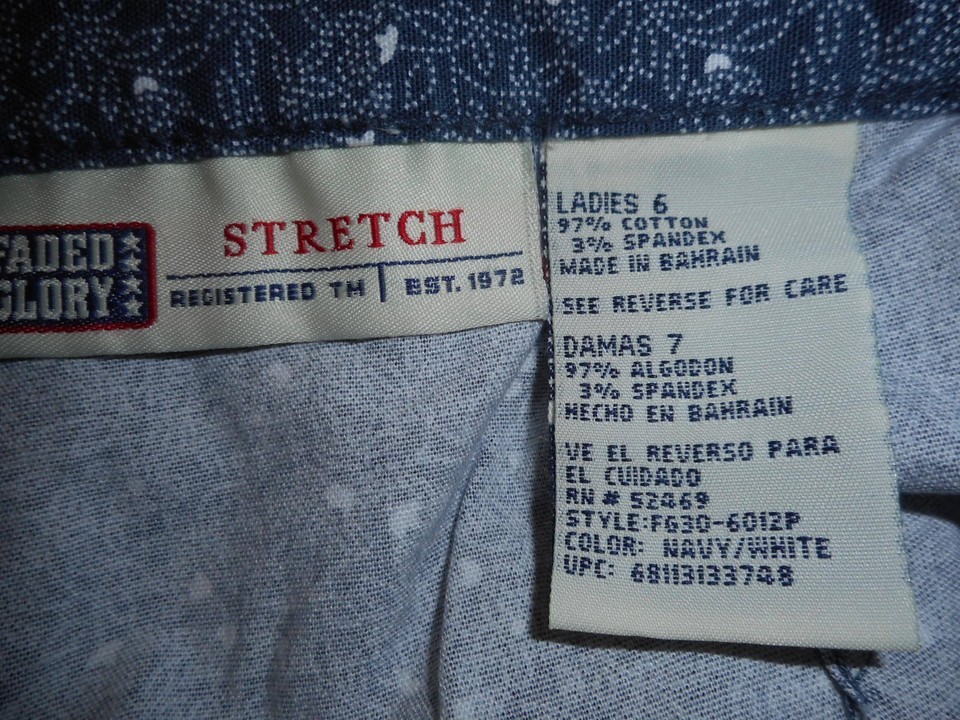 FADED
GLORY
STRETCH
REGISTERED TM | EST. 1972
LADIES 6
97% COTTON
3% SPANDEX
MADE IN BAHRAIN
SEE REVERSE FOR CARE
DAMAS 7
97% ALGODON
3% SPANDEX
HECHO EN BAHRAIN
VE EL REVERSO PARA
EL CUIDADO
RN # 52469
STYLE:FG30-6012P
COLOR: NAVY/WHITE
UPC: 68113133748